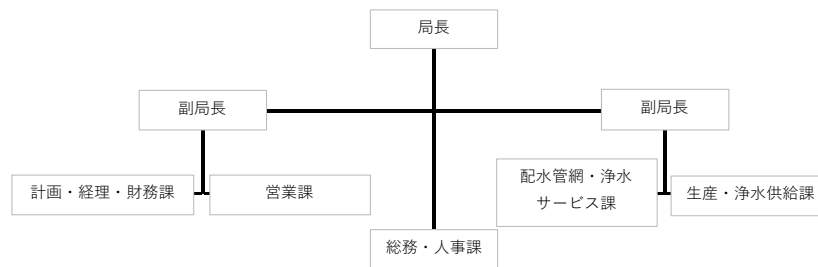 局長
副局長
副局長
計画・経理・財務課
営業課
配水管網・浄水
サービス課
生産・浄水供給課
総務・人事課